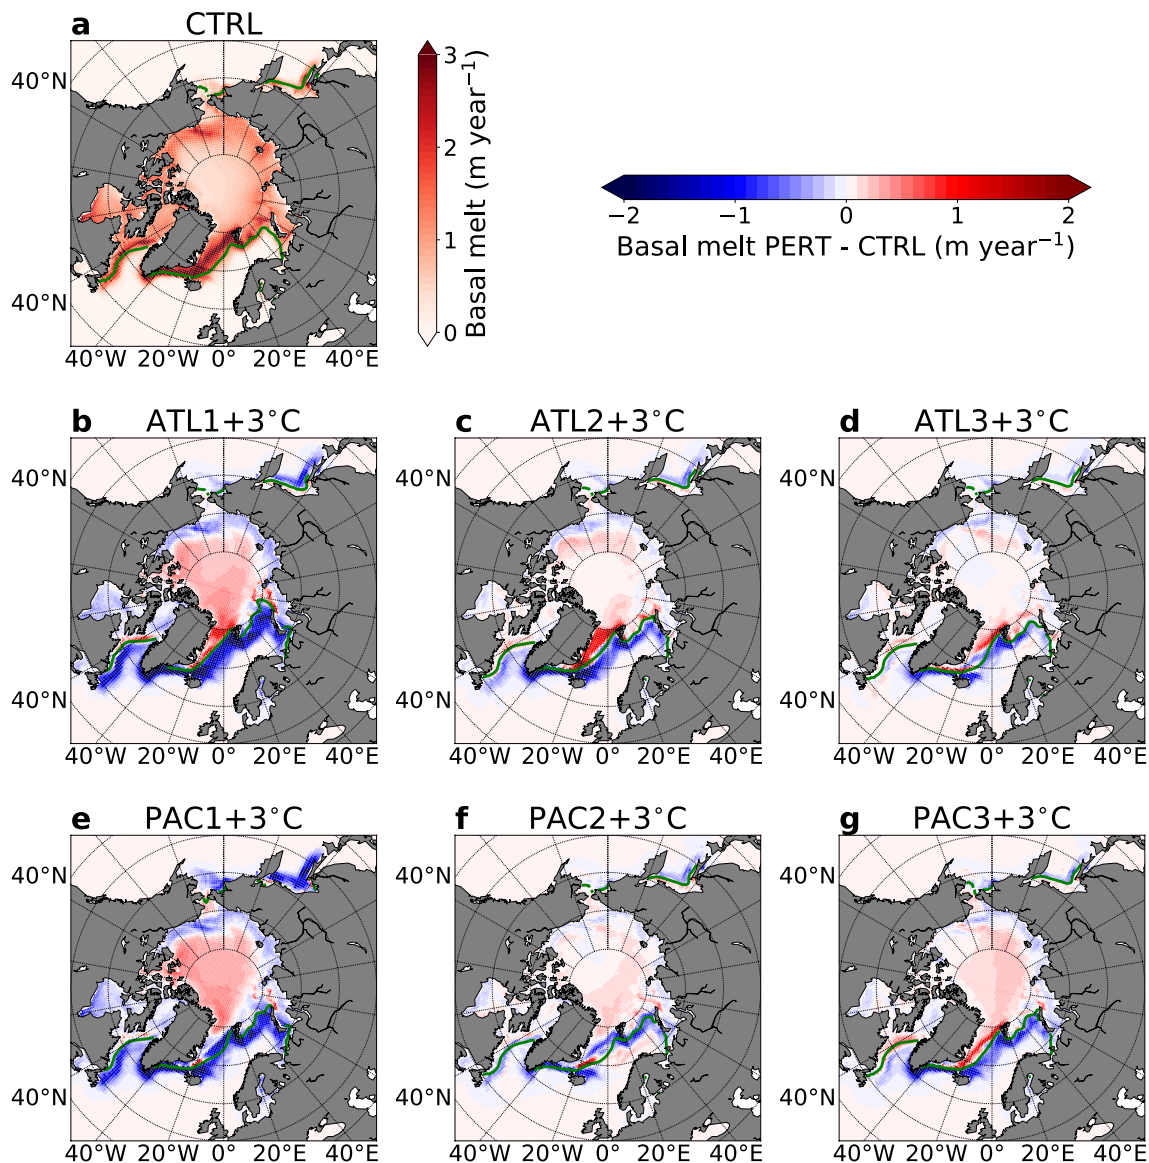 a CTRL
40°N
40°N
40°W 20°W 0° 20°E 40°E
3
2
1
0
Basal melt (m year⁻¹)
−2 −1 0 1 2
Basal melt PERT - CTRL (m year⁻¹)
b ATL1+3°C
40°N
40°N
40°W 20°W 0° 20°E 40°E
c ATL2+3°C
40°N
40°N
40°W 20°W 0° 20°E 40°E
d ATL3+3°C
40°N
40°N
40°W 20°W 0° 20°E 40°E
e PAC1+3°C
40°N
40°N
40°W 20°W 0° 20°E 40°E
f PAC2+3°C
40°N
40°N
40°W 20°W 0° 20°E 40°E
g PAC3+3°C
40°N
40°N
40°W 20°W 0° 20°E 40°E